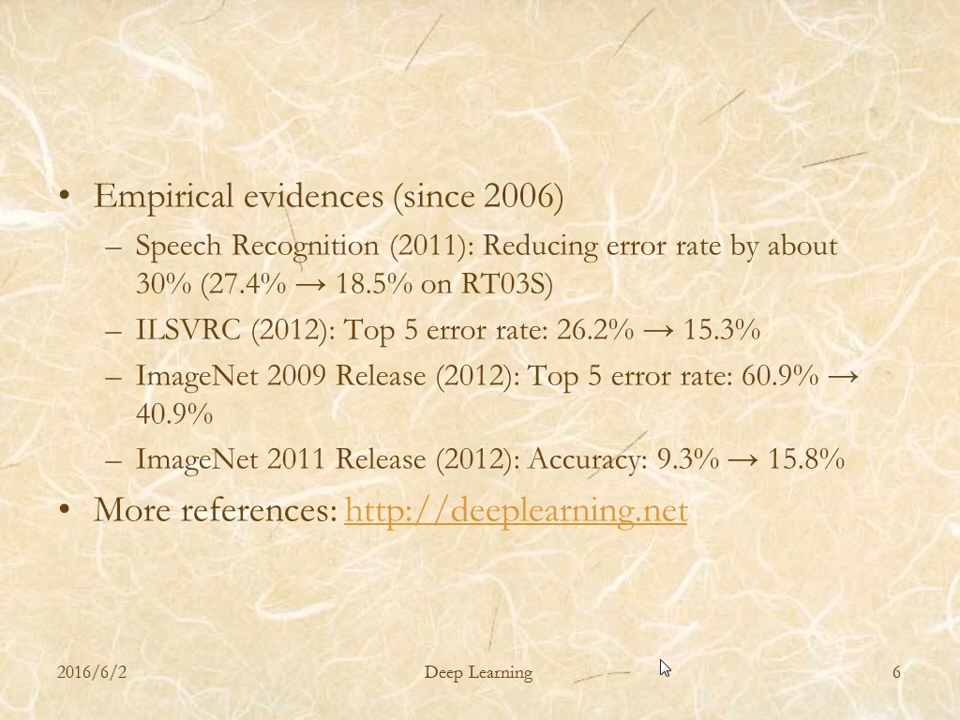 • Empirical evidences (since 2006)
– Speech Recognition (2011): Reducing error rate by about
30% (27.4% → 18.5% on RT03S)
– ILSVRC (2012): Top 5 error rate: 26.2% → 15.3%
– ImageNet 2009 Release (2012): Top 5 error rate: 60.9% →
40.9%
– ImageNet 2011 Release (2012): Accuracy: 9.3% → 15.8%
• More references: http://deeplearning.net
2016/6/2 Deep Learning 6